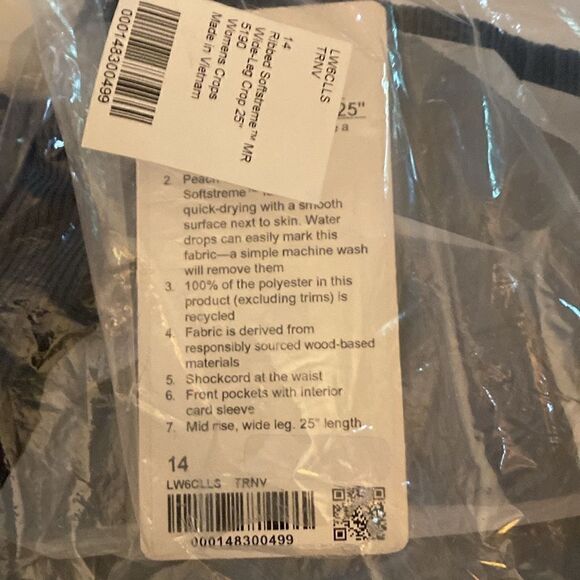 14
Ribbed Softstreme™ MR
Wide-Leg Crop 25"
5190
Womens Crops
Made in Vietnam
LW6CLLS
TRNV
000148300499
25"
a
2.
Softstreme™
quick-drying with a smooth
surface next to skin. Water
drops can easily mark this
fabric—a simple machine wash
will remove them
3. 100% of the polyester in this
product (excluding trims) is
recycled
4. Fabric is derived from
responsibly sourced wood-based
materials
5. Shockcord at the waist
6. Front pockets with interior
card sleeve
7. Mid rise, wide leg. 25" length
14
LW6CLLS TRNV
000148300499